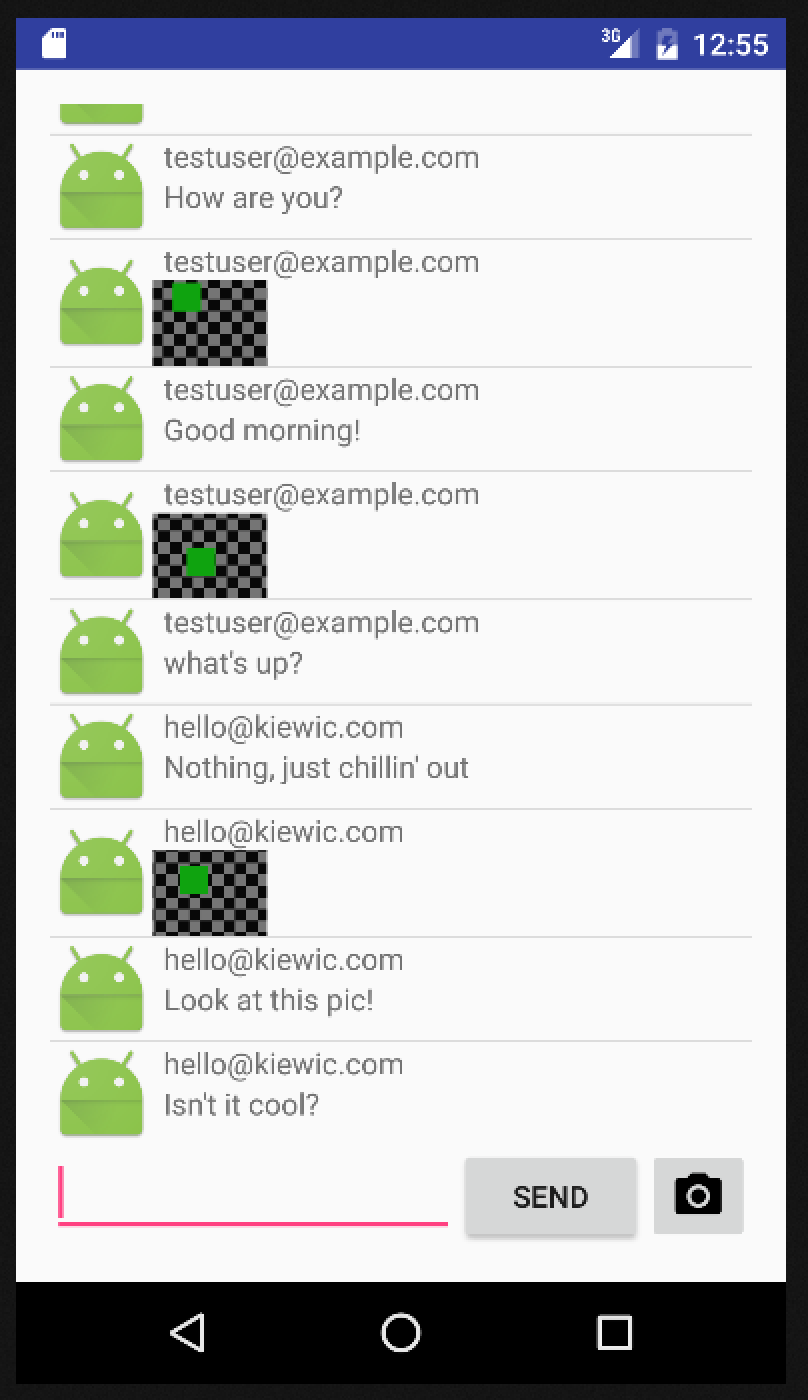 3G 12:55
testuser@example.com
How are you?
testuser@example.com
testuser@example.com
Good morning!
testuser@example.com
testuser@example.com
what's up?
hello@kiewic.com
Nothing, just chillin' out
hello@kiewic.com
hello@kiewic.com
Look at this pic!
hello@kiewic.com
Isn't it cool?
SEND